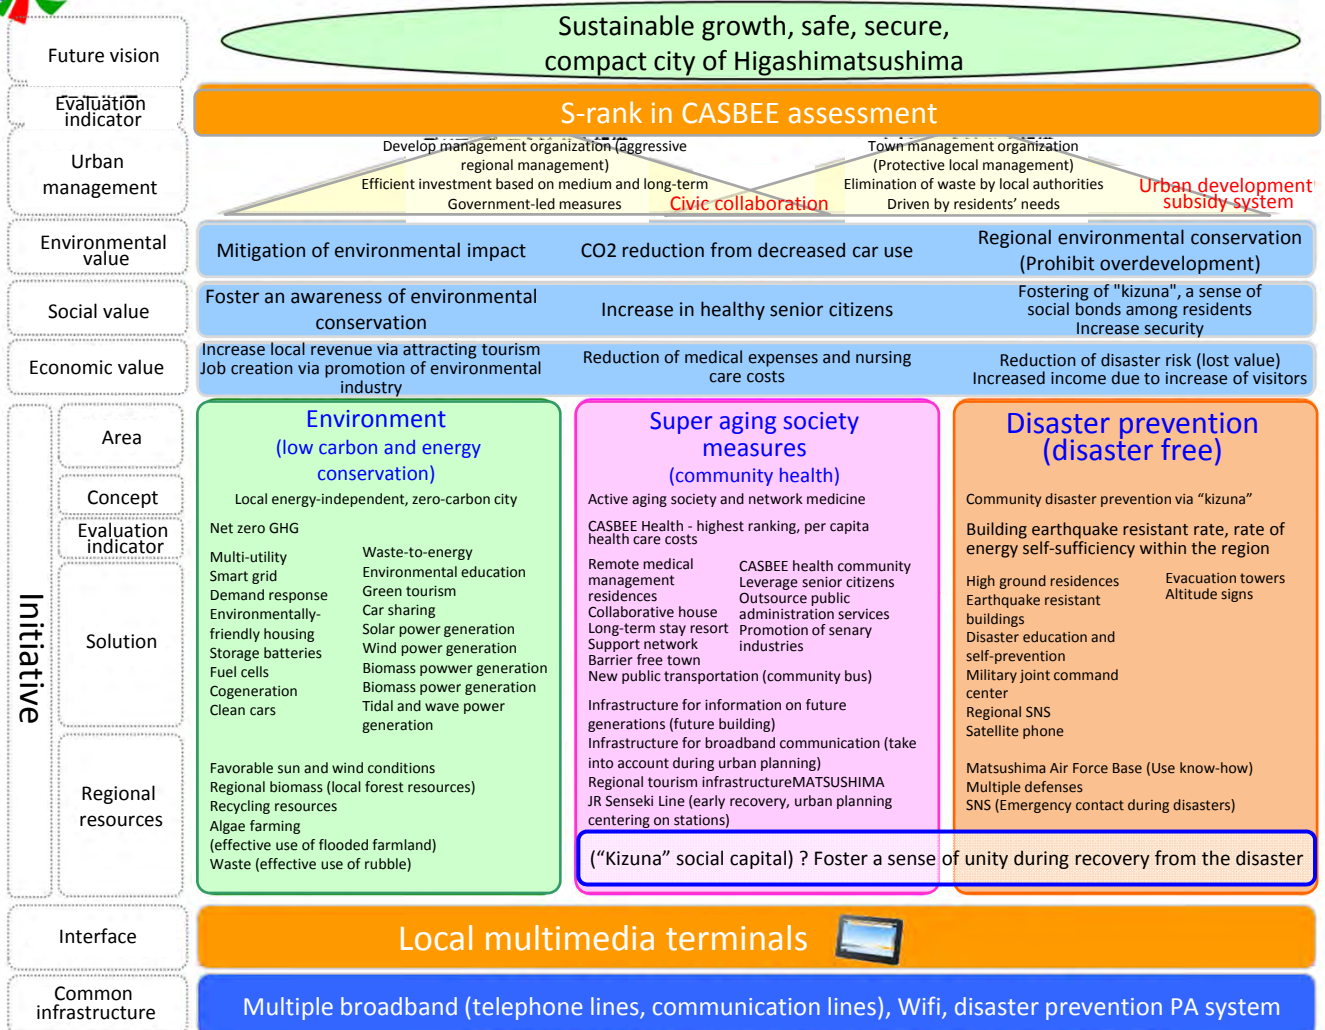 Future vision
Sustainable growth, safe, secure,
compact city of Higashimatsushima
Evaluation
indicator
S-rank in CASBEE assessment
Urban
management
Develop management organization (aggressive
regional management)
Efficient investment based on medium and long-term
Government-led measures
Civic collaboration
Town management organization
(Protective local management)
Elimination of waste by local authorities
Driven by residents' needs
Urban development
subsidy system
Environmental
value
Mitigation of environmental impact
CO2 reduction from decreased car use
Regional environmental conservation
(Prohibit overdevelopment)
Social value
Foster an awareness of environmental
conservation
Increase in healthy senior citizens
Fostering of "kizuna", a sense of
social bonds among residents
Increase security
Economic value
Increase local revenue via attracting tourism
Job creation via promotion of environmental
industry
Reduction of medical expenses and nursing
care costs
Reduction of disaster risk (lost value)
Increased income due to increase of visitors
Initiative
Area
Concept
Evaluation
indicator
Solution
Regional
resources
Environment
(low carbon and energy
conservation)
Local energy-independent, zero-carbon city
Net zero GHG
Multi-utility
Smart grid
Demand response
Environmentally-
friendly housing
Storage batteries
Fuel cells
Cogeneration
Clean cars
Waste-to-energy
Environmental education
Green tourism
Car sharing
Solar power generation
Wind power generation
Biomass powwer generation
Biomass power generation
Tidal and wave power
generation
Favorable sun and wind conditions
Regional biomass (local forest resources)
Recycling resources
Algae farming
(effective use of flooded farmland)
Waste (effective use of rubble)
Super aging society
measures
(community health)
Active aging society and network medicine
CASBEE Health - highest ranking, per capita
health care costs
Remote medical
management
residences
Collaborative house
Long-term stay resort
Support network
Barrier free town
New public transportation (community bus)
CASBEE health community
Leverage senior citizens
Outsource public
administration services
Promotion of senary
industries
Infrastructure for information on future
generations (future building)
Infrastructure for broadband communication (take
into account during urban planning)
Regional tourism infrastructureMATSUSHIMA
JR Senseki Line (early recovery, urban planning
centering on stations)
Disaster prevention
(disaster free)
Community disaster prevention via “kizuna”
Building earthquake resistant rate, rate of
energy self-sufficiency within the region
High ground residences
Earthquake resistant
buildings
Disaster education and
self-prevention
Military joint command
center
Regional SNS
Satellite phone
Evacuation towers
Altitude signs
Matsushima Air Force Base (Use know-how)
Multiple defenses
SNS (Emergency contact during disasters)
(“Kizuna” social capital) ? Foster a sense of unity during recovery from the disaster
Interface
Local multimedia terminals
Common
infrastructure
Multiple broadband (telephone lines, communication lines), Wifi, disaster prevention PA system